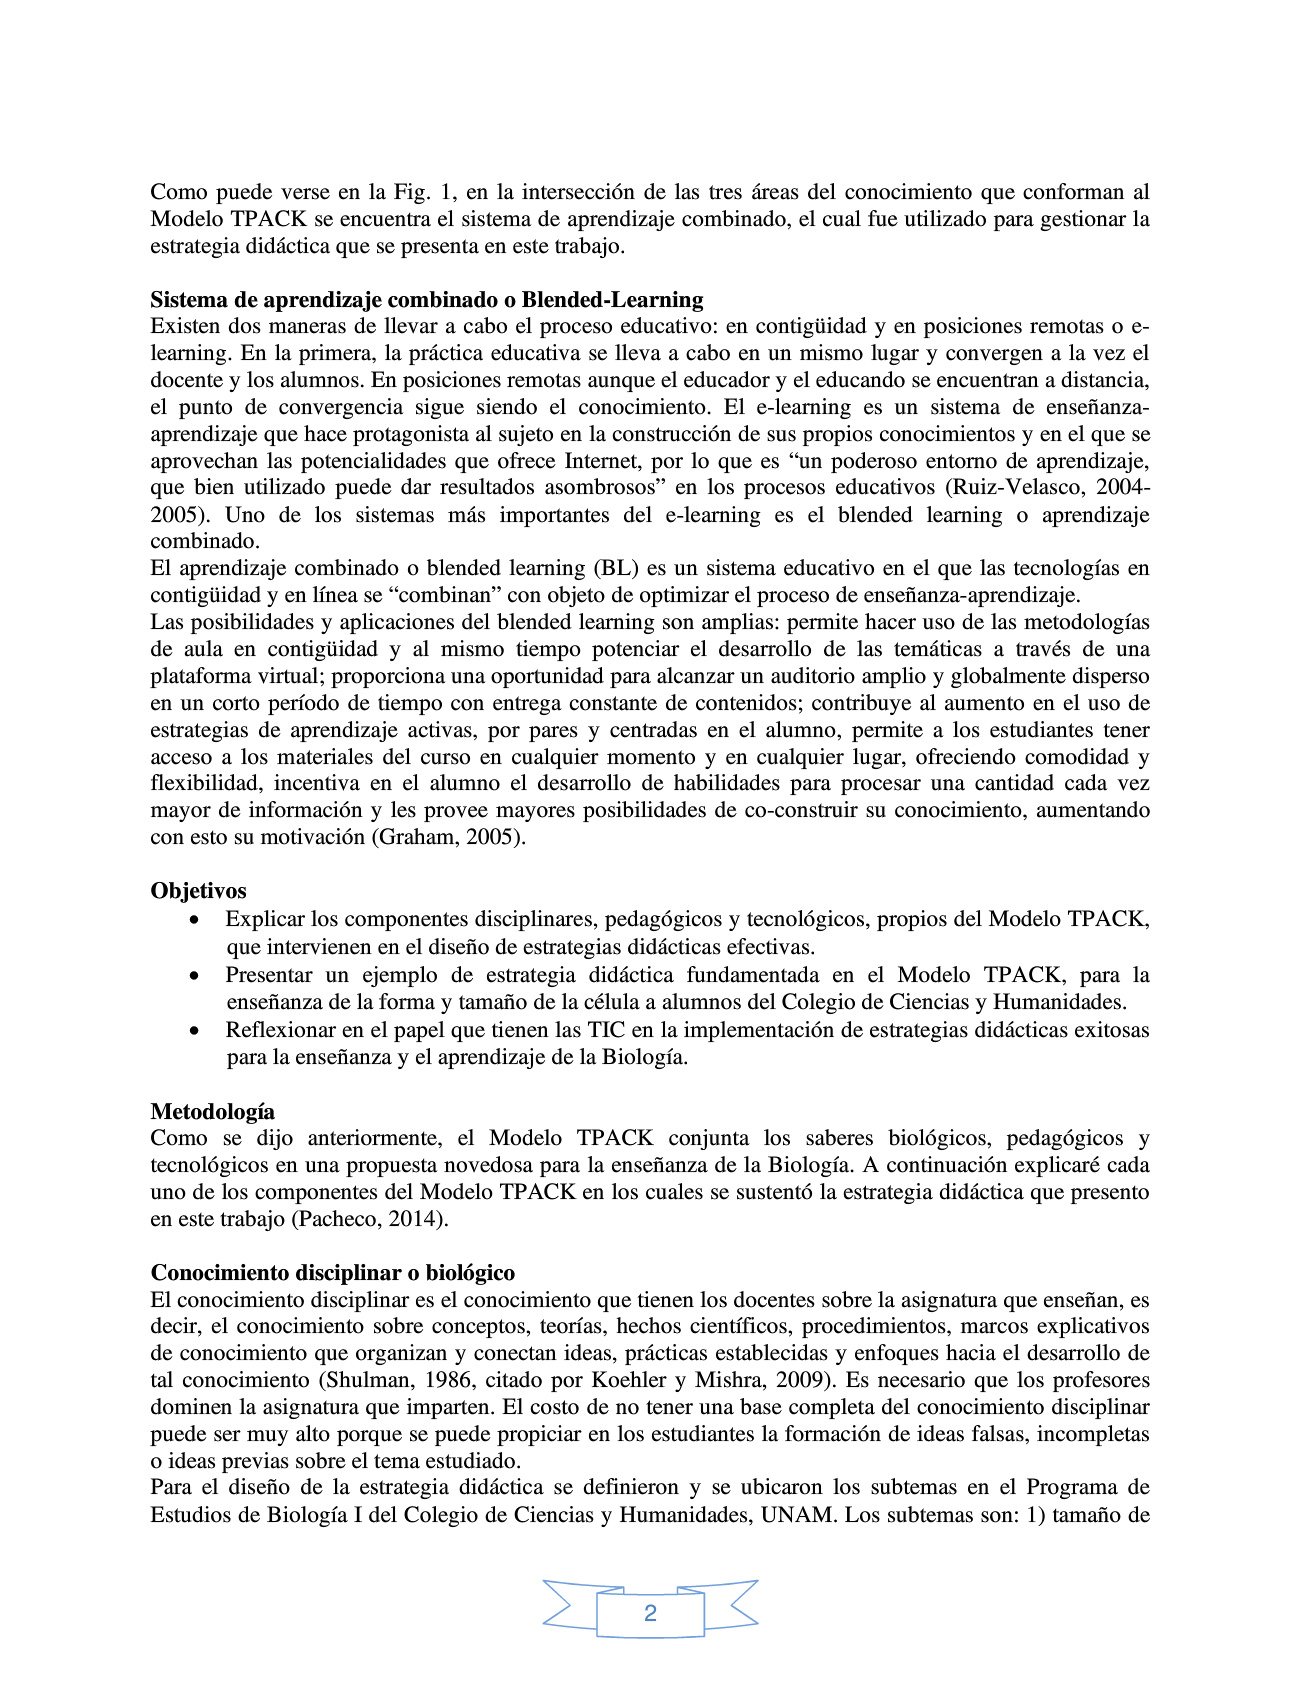 Como puede verse en la Fig. 1, en la intersección de las tres áreas del conocimiento que conforman al
Modelo TPACK se encuentra el sistema de aprendizaje combinado, el cual fue utilizado para gestionar la
estrategia didáctica que se presenta en este trabajo.
Sistema de aprendizaje combinado o Blended-Learning
Existen dos maneras de llevar a cabo el proceso educativo: en contigüidad y en posiciones remotas o e-
learning. En la primera, la práctica educativa se lleva a cabo en un mismo lugar y convergen a la vez el
docente y los alumnos. En posiciones remotas aunque el educador y el educando se encuentran a distancia,
el punto de convergencia sigue siendo el conocimiento. El e-learning es un sistema de enseñanza-
aprendizaje que hace protagonista al sujeto en la construcción de sus propios conocimientos y en el que se
aprovechan las potencialidades que ofrece Internet, por lo que es “un poderoso entorno de aprendizaje,
que bien utilizado puede dar resultados asombrosos” en los procesos educativos (Ruiz-Velasco, 2004-
2005). Uno de los sistemas más importantes del e-learning es el blended learning o aprendizaje
combinado.
El aprendizaje combinado o blended learning (BL) es un sistema educativo en el que las tecnologías en
contigüidad y en línea se “combinan” con objeto de optimizar el proceso de enseñanza-aprendizaje.
Las posibilidades y aplicaciones del blended learning son amplias: permite hacer uso de las metodologías
de aula en contigüidad y al mismo tiempo potenciar el desarrollo de las temáticas a través de una
plataforma virtual; proporciona una oportunidad para alcanzar un auditorio amplio y globalmente disperso
en un corto período de tiempo con entrega constante de contenidos; contribuye al aumento en el uso de
estrategias de aprendizaje activas, por pares y centradas en el alumno, permite a los estudiantes tener
acceso a los materiales del curso en cualquier momento y en cualquier lugar, ofreciendo comodidad y
flexibilidad, incentiva en el alumno el desarrollo de habilidades para procesar una cantidad cada vez
mayor de información y les provee mayores posibilidades de co-construir su conocimiento, aumentando
con esto su motivación (Graham, 2005).
Objetivos
• Explicar los componentes disciplinares, pedagógicos y tecnológicos, propios del Modelo TPACK,
que intervienen en el diseño de estrategias didácticas efectivas.
• Presentar un ejemplo de estrategia didáctica fundamentada en el Modelo TPACK, para la
enseñanza de la forma y tamaño de la célula a alumnos del Colegio de Ciencias y Humanidades.
• Reflexionar en el papel que tienen las TIC en la implementación de estrategias didácticas exitosas
para la enseñanza y el aprendizaje de la Biología.
Metodología
Como se dijo anteriormente, el Modelo TPACK conjunta los saberes biológicos, pedagógicos y
tecnológicos en una propuesta novedosa para la enseñanza de la Biología. A continuación explicaré cada
uno de los componentes del Modelo TPACK en los cuales se sustentó la estrategia didáctica que presento
en este trabajo (Pacheco, 2014).
Conocimiento disciplinar o biológico
El conocimiento disciplinar es el conocimiento que tienen los docentes sobre la asignatura que enseñan, es
decir, el conocimiento sobre conceptos, teorías, hechos científicos, procedimientos, marcos explicativos
de conocimiento que organizan y conectan ideas, prácticas establecidas y enfoques hacia el desarrollo de
tal conocimiento (Shulman, 1986, citado por Koehler y Mishra, 2009). Es necesario que los profesores
dominen la asignatura que imparten. El costo de no tener una base completa del conocimiento disciplinar
puede ser muy alto porque se puede propiciar en los estudiantes la formación de ideas falsas, incompletas
o ideas previas sobre el tema estudiado.
Para el diseño de la estrategia didáctica se definieron y se ubicaron los subtemas en el Programa de
Estudios de Biología I del Colegio de Ciencias y Humanidades, UNAM. Los subtemas son: 1) tamaño de
2